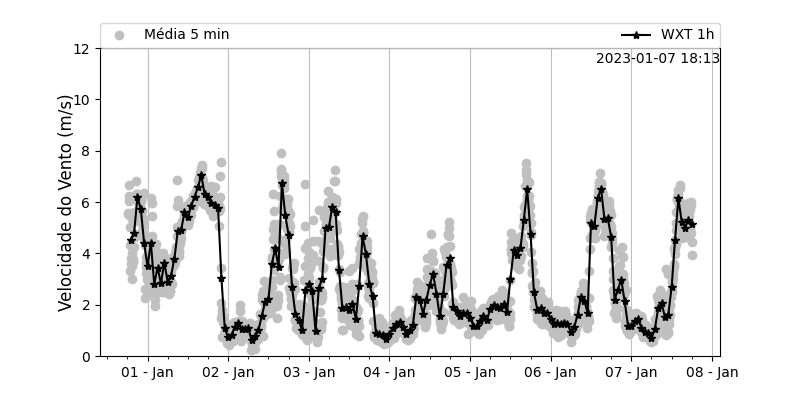 Média 5 min
WXT 1h
2023-01-07 18:13
Velocidade do Vento (m/s)
12
10
8
6
4
2
0
01 - Jan
02 - Jan
03 - Jan
04 - Jan
05 - Jan
06 - Jan
07 - Jan
08 - Jan